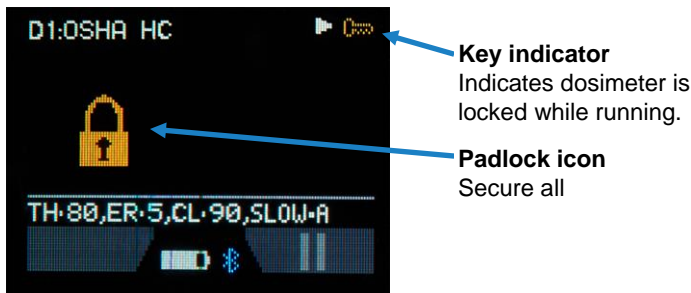 D1:OSHA HC
Key indicator
Indicates dosimeter is
locked while running.
Padlock icon
Secure all
TH·80,ER·5,CL·90,SLOW·A